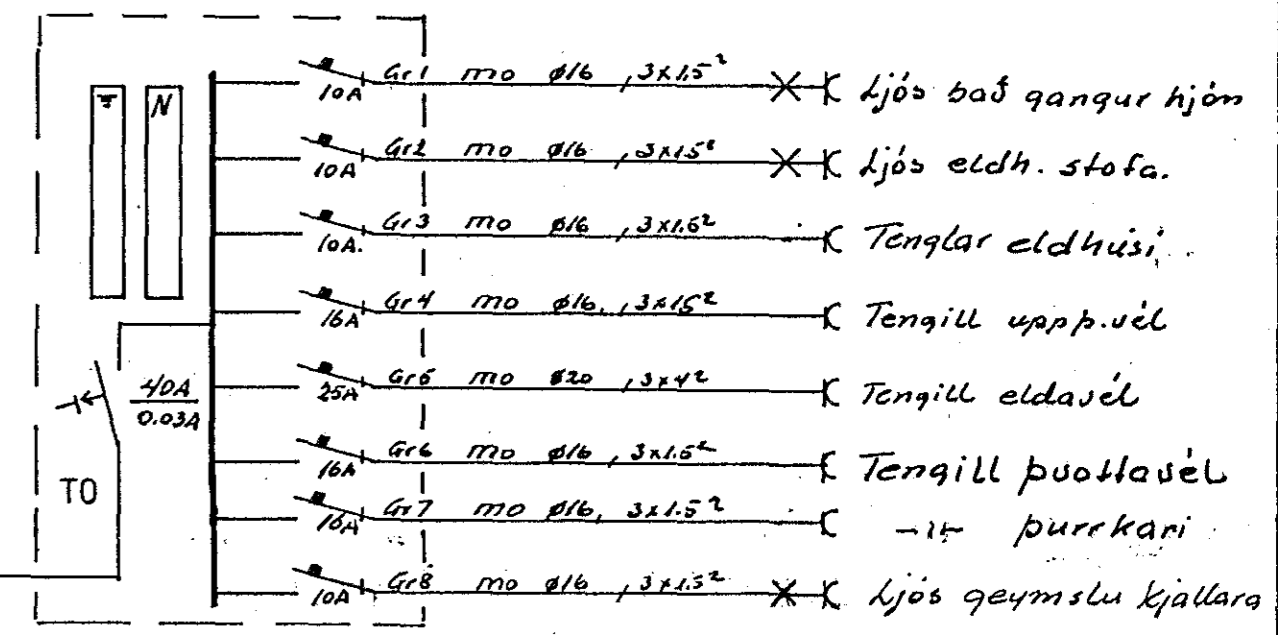 Gr1 mo ø16 , 3x1.5² Ljós bað gangur hjón
10A
⏚ N
Gr2 mo ø16 , 3x1.5² Ljós eldh. stofa.
10A
Gr3 mo ø16 , 3x1.5² Tenglar eldhúsi
10A.
Gr4 mo ø16, , 3x1.5² Tengill uppþ.vél
16A
40A
0.03A
Gr5 mo ø20 , 3x4² Tengill eldavél
25A
TO
Gr6 mo ø16 , 3x1.5² Tengill þvottavél
16A
Gr7 mo ø16, 3x1.5² -11- þurrkari
16A
Gr8 mo ø16 , 3x1.5² Ljós geymslu kjallara
10A